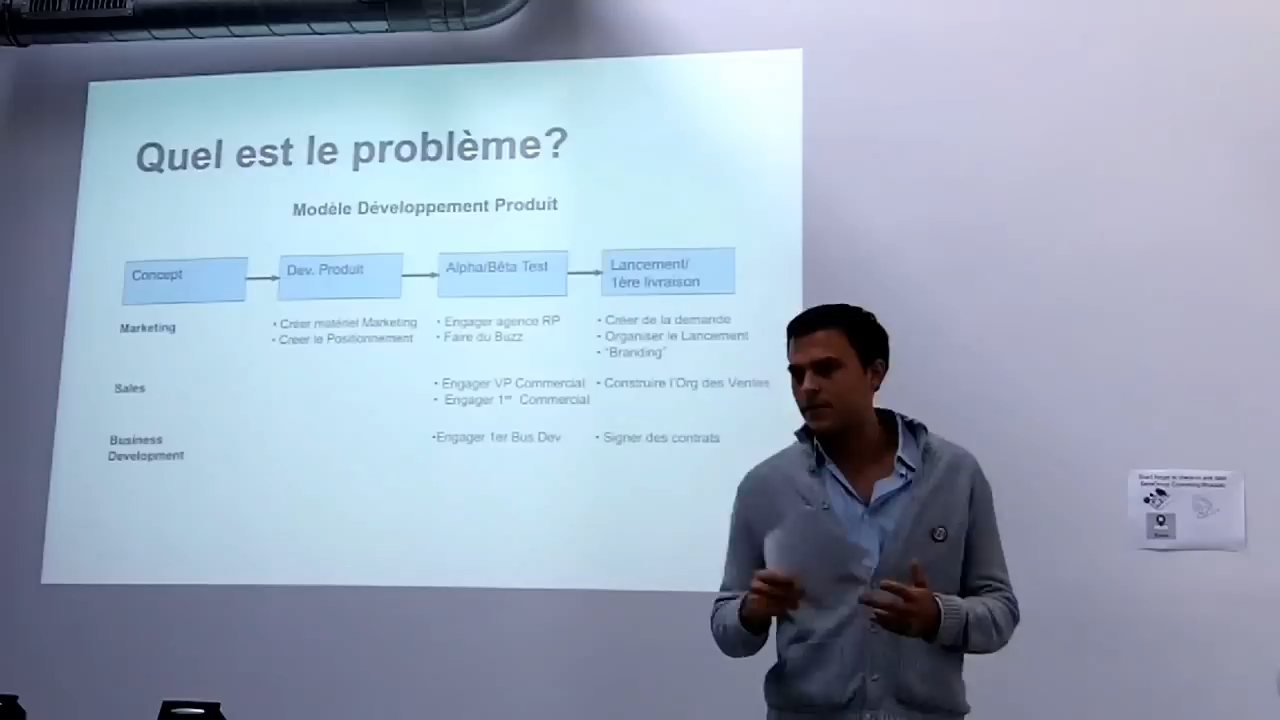 Quel est le problème?
Modèle Développement Produit
Concept
Dev. Produit
Alpha/Bêta Test
Lancement/
1ère livraison
Marketing
• Créer matériel Marketing
• Creer le Positionnement
• Engager agence RP
• Faire du Buzz
• Créer de la demande
• Organiser le Lancement
• "Branding"
Sales
• Engager VP Commercial
• Engager 1er Commercial
• Construire l'Org des Ventes
Business
Development
•Engager 1er Bus Dev
• Signer des contrats